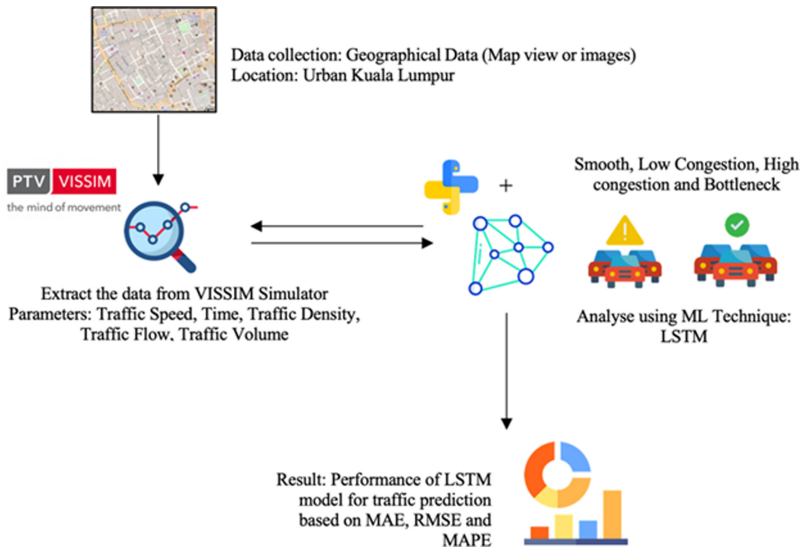 Data collection: Geographical Data (Map view or images)
Location: Urban Kuala Lumpur
PTV VISSIM
the mind of movement
+
Smooth, Low Congestion, High
congestion and Bottleneck
Extract the data from VISSIM Simulator
Parameters: Traffic Speed, Time, Traffic Density,
Traffic Flow, Traffic Volume
Analyse using ML Technique:
LSTM
Result: Performance of LSTM
model for traffic prediction
based on MAE, RMSE and
MAPE